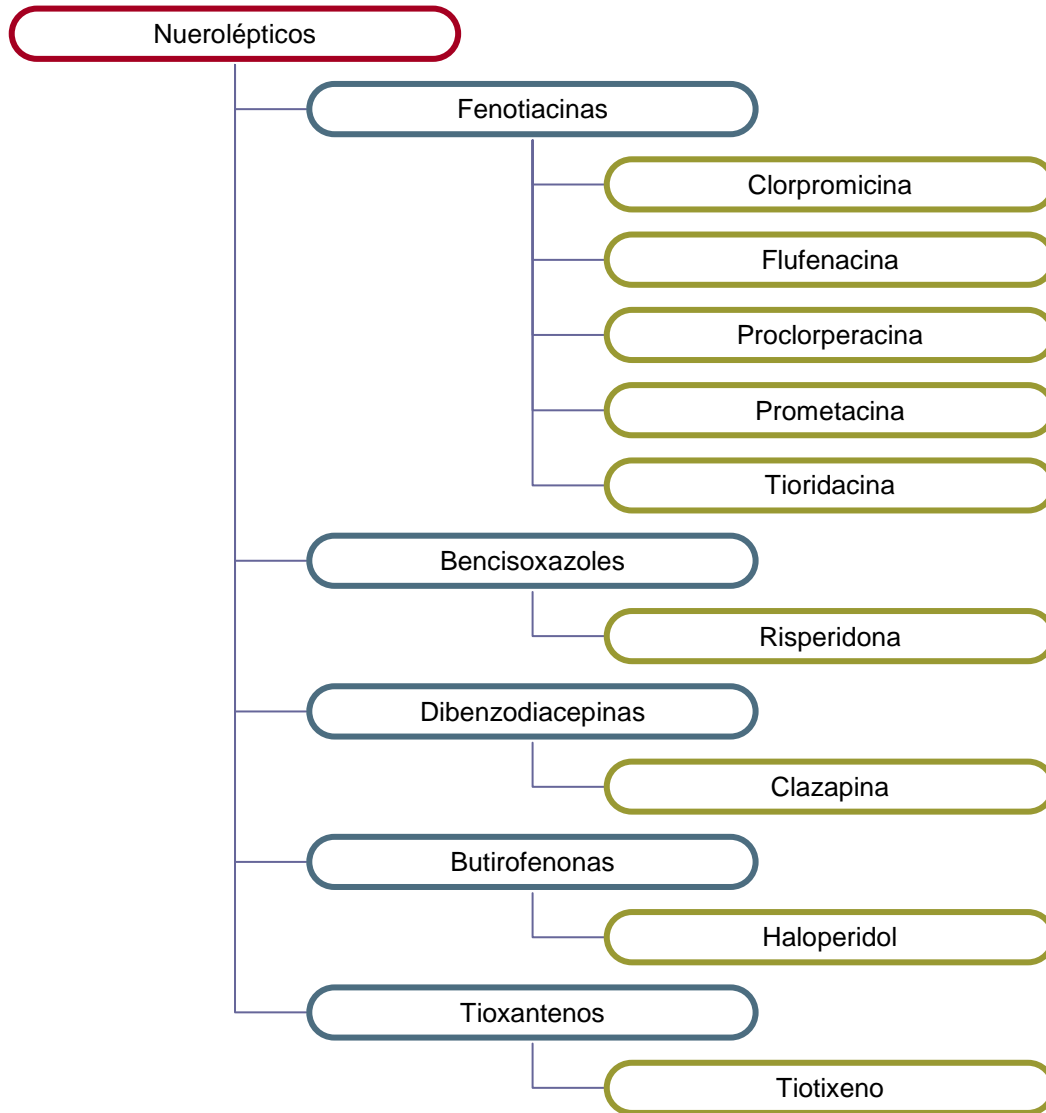 Nuerolépticos
Fenotiacinas
Clorpromicina
Flufenacina
Proclorperacina
Prometacina
Tioridacina
Bencisoxazoles
Risperidona
Dibenzodiacepinas
Clazapina
Butirofenonas
Haloperidol
Tioxantenos
Tiotixeno